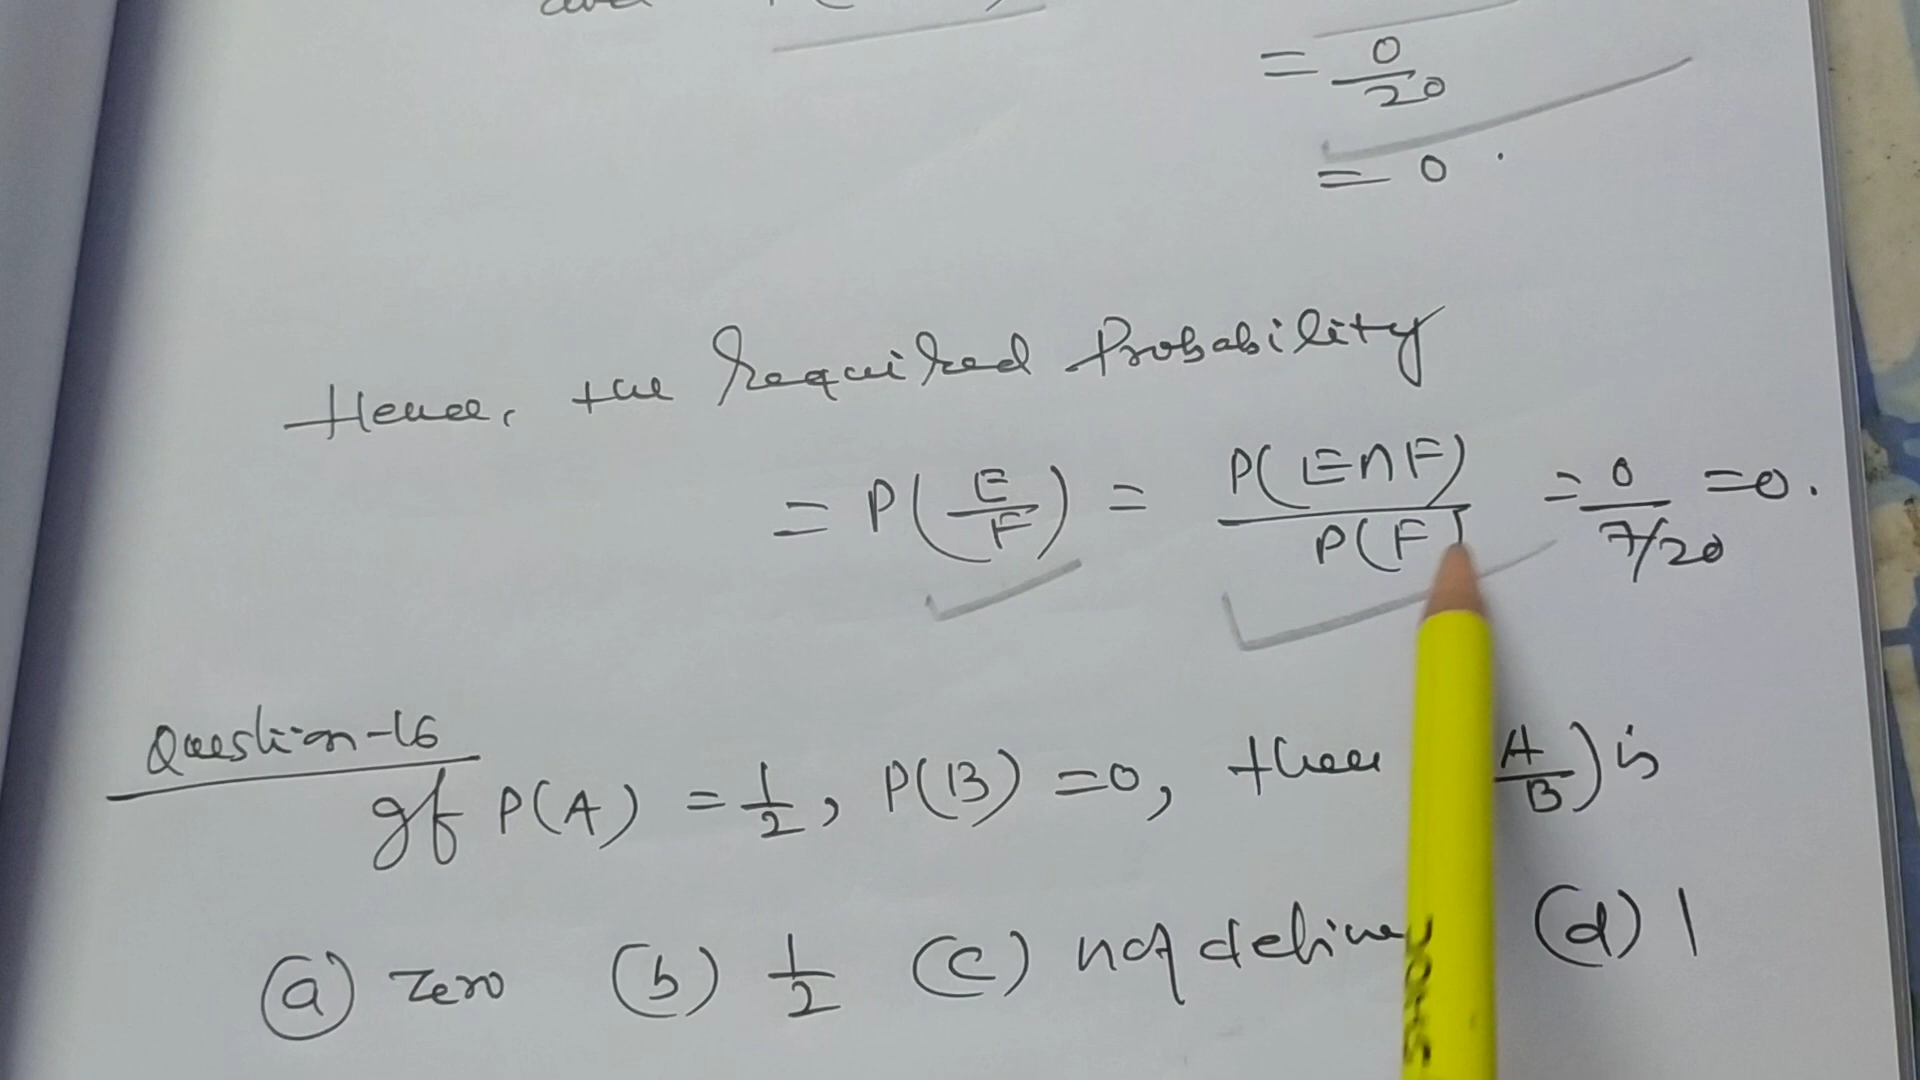 = 0/20
= 0 .
Hence, the Required Probability
= P(E/F) = P(E∩F)/P(F) = 0/7/20 = 0.
Question-16
If P(A) = 1/2, P(B) = 0, then A/B) is
(a) zero (b) 1/2 (c) not define (d) 1